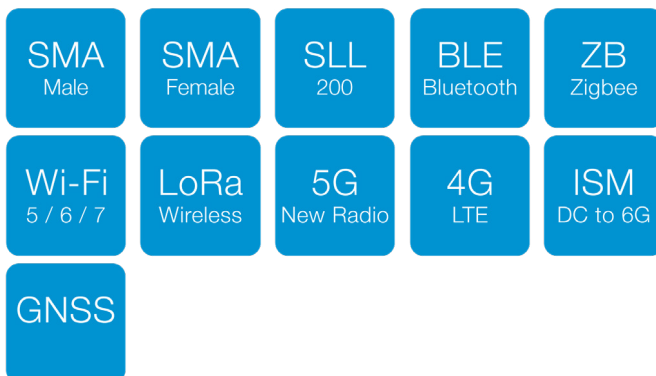 SMA
Male
SMA
Female
SLL
200
BLE
Bluetooth
ZB
Zigbee
Wi-Fi
5 / 6 / 7
LoRa
Wireless
5G
New Radio
4G
LTE
ISM
DC to 6G
GNSS